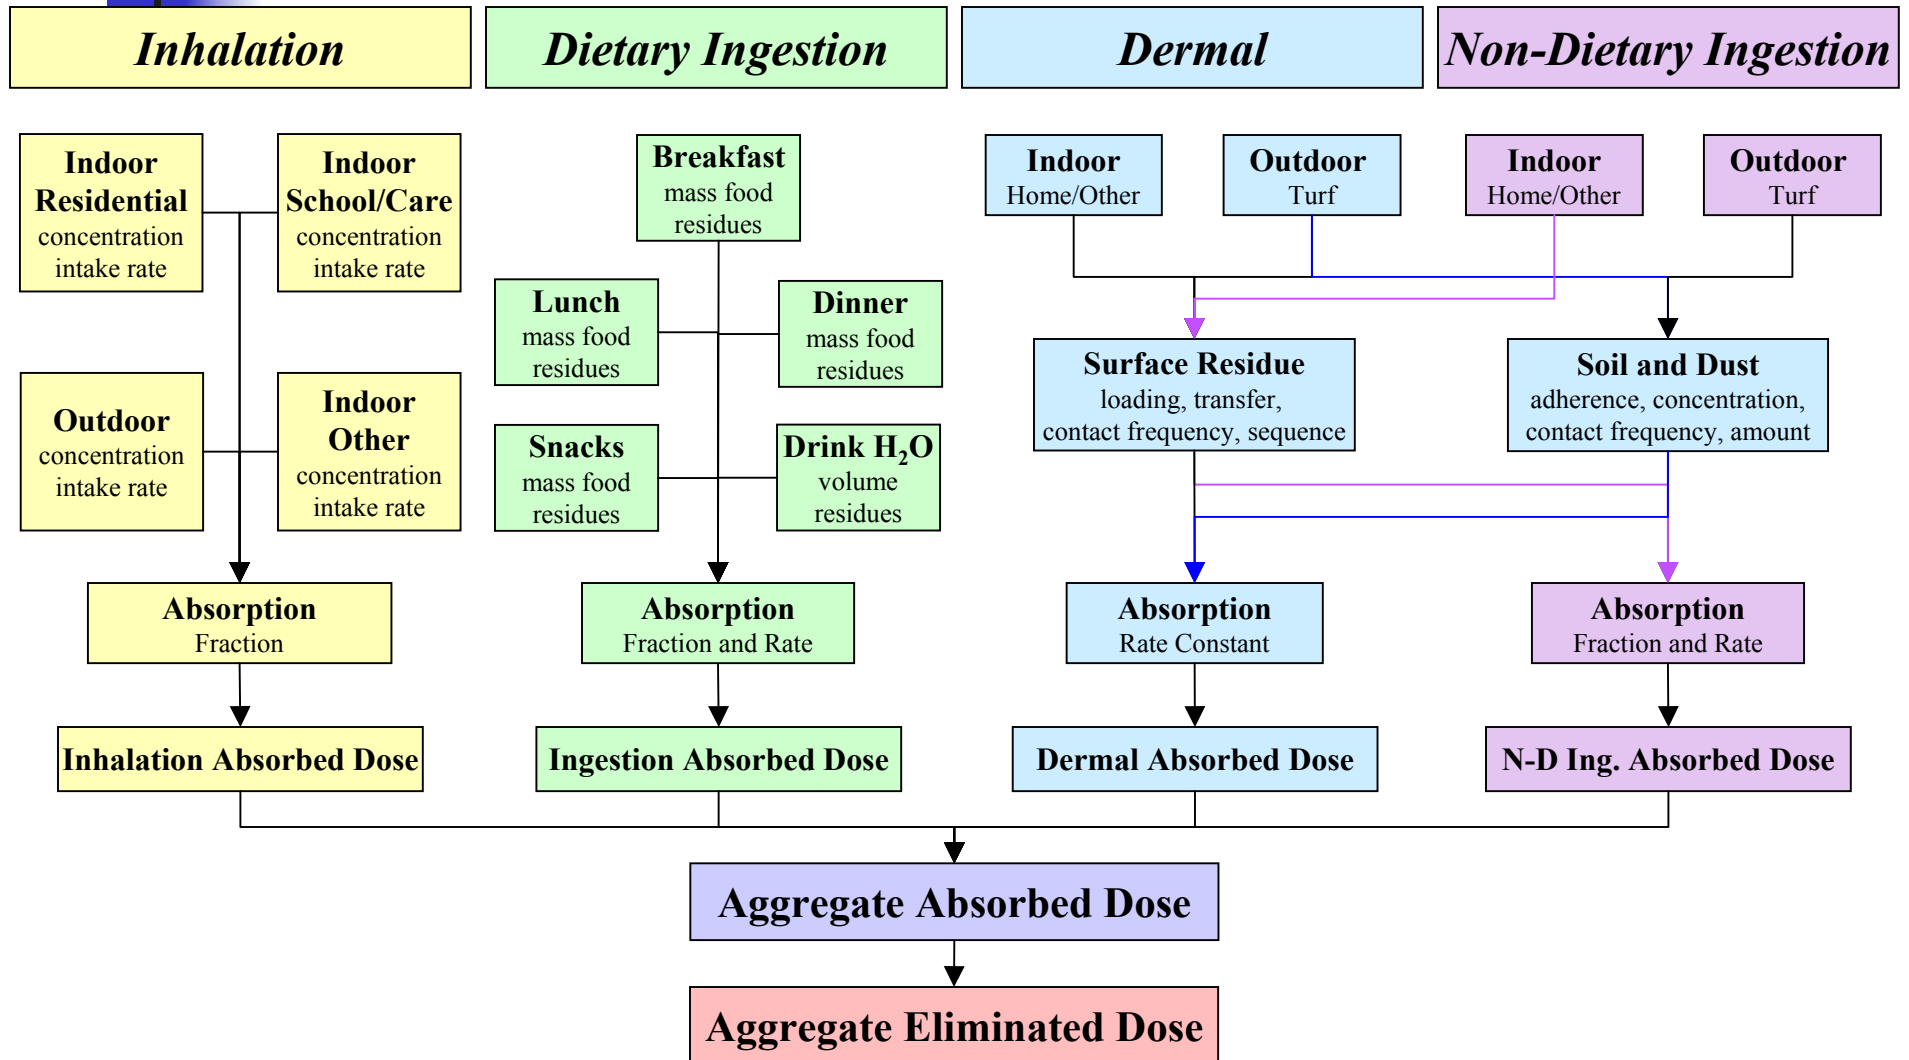 Inhalation
Dietary Ingestion
Dermal
Non-Dietary Ingestion
Indoor
Residential
concentration
intake rate
Indoor
School/Care
concentration
intake rate
Outdoor
concentration
intake rate
Indoor
Other
concentration
intake rate
Breakfast
mass food
residues
Lunch
mass food
residues
Dinner
mass food
residues
Snacks
mass food
residues
Drink H₂O
volume
residues
Indoor
Home/Other
Outdoor
Turf
Indoor
Home/Other
Outdoor
Turf
Surface Residue
loading, transfer,
contact frequency, sequence
Soil and Dust
adherence, concentration,
contact frequency, amount
Absorption
Fraction
Absorption
Fraction and Rate
Absorption
Rate Constant
Absorption
Fraction and Rate
Inhalation Absorbed Dose
Ingestion Absorbed Dose
Dermal Absorbed Dose
N-D Ing. Absorbed Dose
Aggregate Absorbed Dose
Aggregate Eliminated Dose